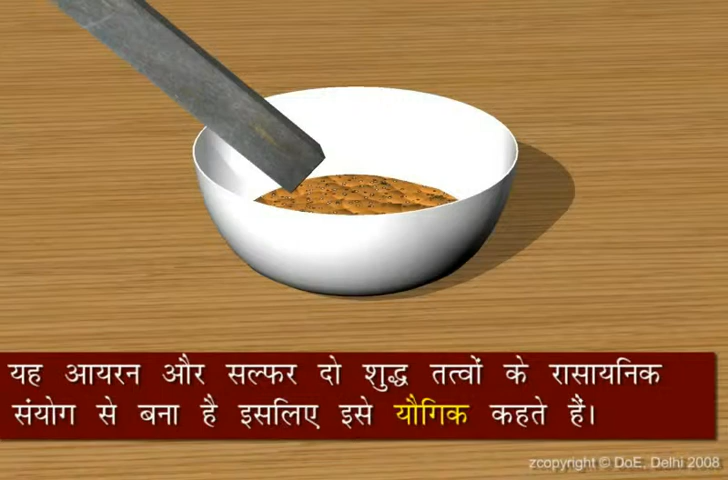 यह आयरन और सल्फर दो शुद्ध तत्वों के रासायनिक
संयोग से बना है इसलिए इसे यौगिक कहते हैं।
zcopyright © DoE, Delhi 2008